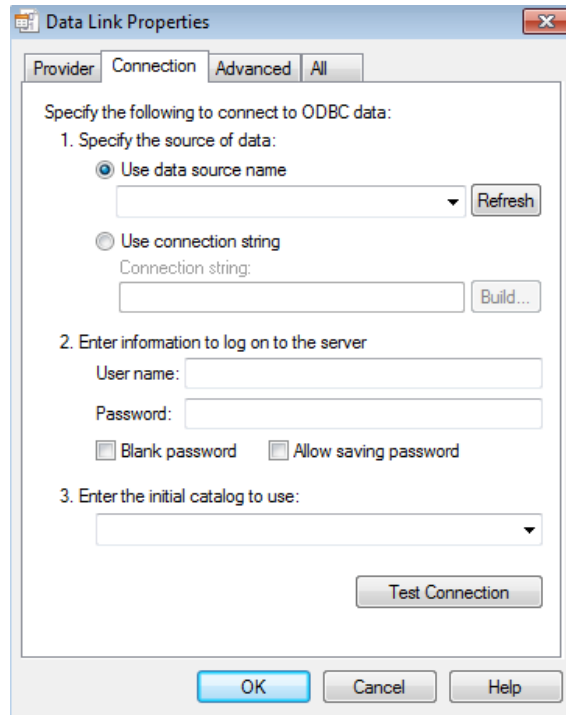 Data Link Properties
Provider Connection Advanced All
Specify the following to connect to ODBC data:
1. Specify the source of data:
Use data source name
Refresh
Use connection string
Connection string:
Build...
2. Enter information to log on to the server
User name:
Password:
Blank password Allow saving password
3. Enter the initial catalog to use:
Test Connection
OK Cancel Help